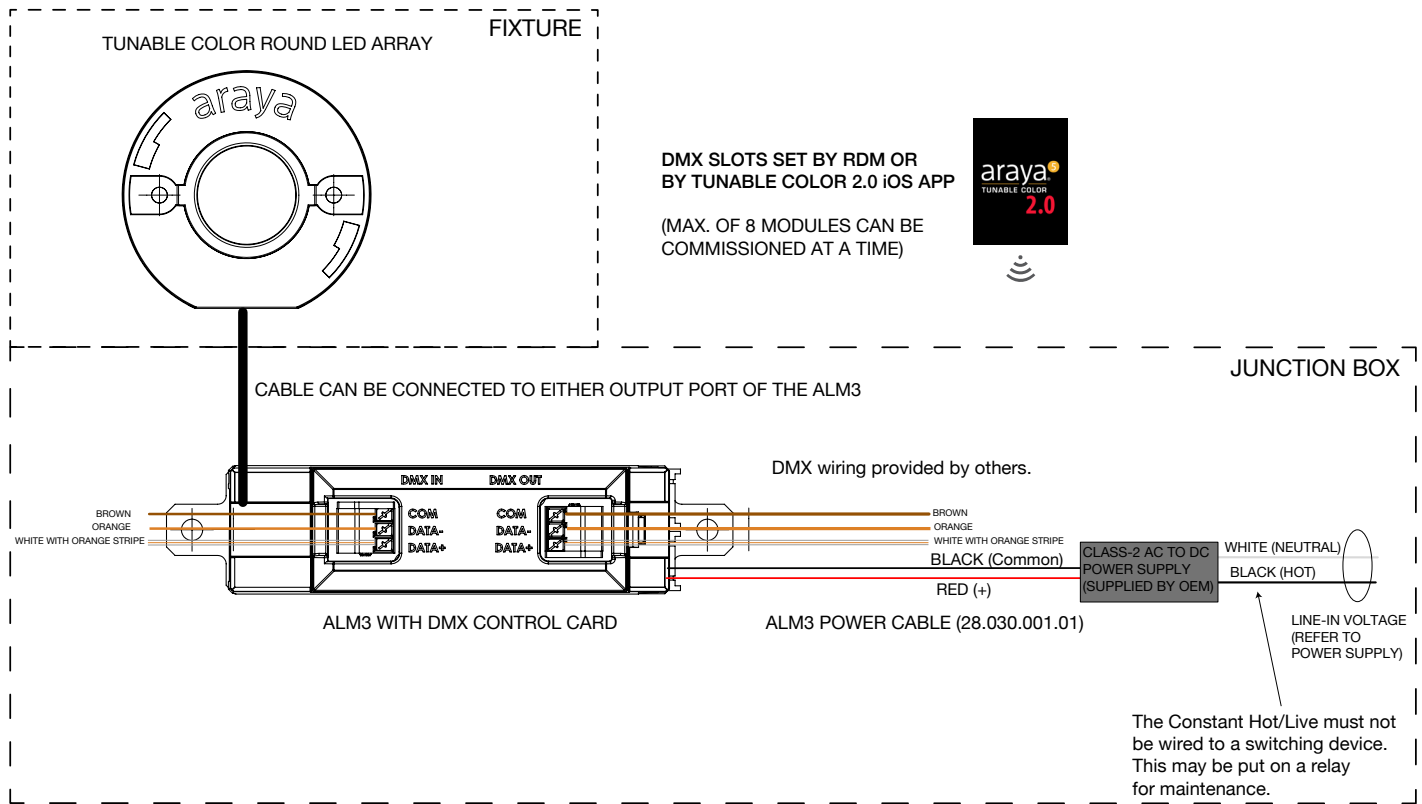 FIXTURE
TUNABLE COLOR ROUND LED ARRAY
araya
DMX SLOTS SET BY RDM OR
BY TUNABLE COLOR 2.0 iOS APP
(MAX. OF 8 MODULES CAN BE
COMMISSIONED AT A TIME)
araya 5
TUNABLE COLOR
2.0
JUNCTION BOX
CABLE CAN BE CONNECTED TO EITHER OUTPUT PORT OF THE ALM3
DMX wiring provided by others.
DMX IN DMX OUT
BROWN
ORANGE
WHITE WITH ORANGE STRIPE
COM
DATA-
DATA+
COM
DATA-
DATA+
BROWN
ORANGE
WHITE WITH ORANGE STRIPE
BLACK (Common)
RED (+)
CLASS-2 AC TO DC
POWER SUPPLY
(SUPPLIED BY OEM)
WHITE (NEUTRAL)
BLACK (HOT)
LINE-IN VOLTAGE
(REFER TO
POWER SUPPLY)
ALM3 WITH DMX CONTROL CARD
ALM3 POWER CABLE (28.030.001.01)
The Constant Hot/Live must not
be wired to a switching device.
This may be put on a relay
for maintenance.